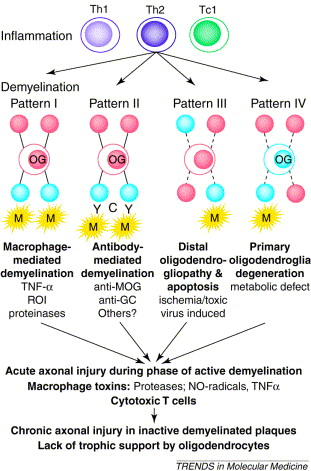 Th1 Th2 Tc1
Inflammation
Demyelination
Pattern I Pattern II Pattern III Pattern IV
OG OG OG
Y C Y
M M M M M
Macrophage- Antibody- Distal Primary
mediated mediated oligodendro- oligodendroglia
demyelination demyelination gliopathy & degeneration
TNF-α anti-MOG apoptosis metabolic defect
ROI anti-GC ischemia/toxic
proteinases Others? virus induced
Acute axonal injury during phase of active demyelination
Macrophage toxins: Proteases; NO-radicals, TNFα
Cytotoxic T cells
Chronic axonal injury in inactive demyelinated plaques
Lack of trophic support by oligodendrocytes
TRENDS in Molecular Medicine